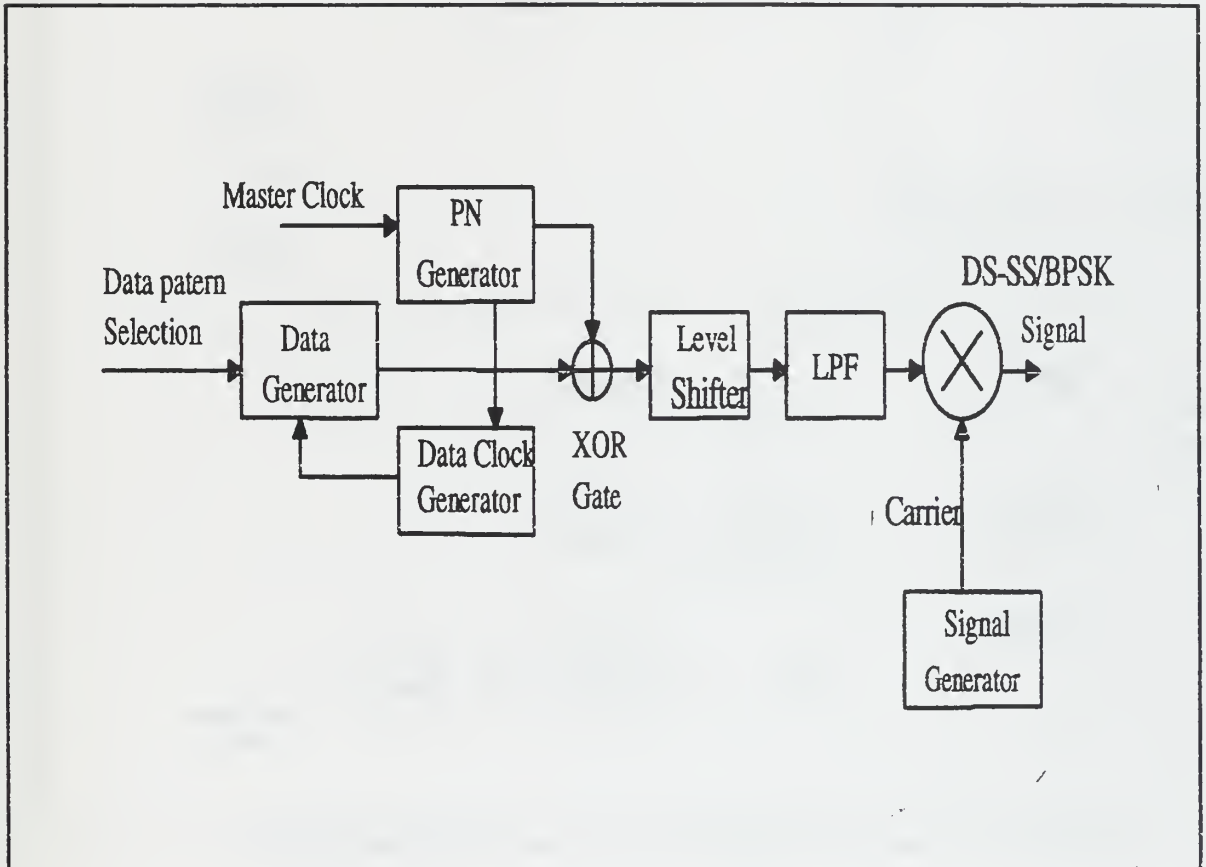 Master Clock
PN
Generator
Data patern
Selection
Data
Generator
Data Clock
Generator
XOR
Gate
Level
Shifter
LPF
DS-SS/BPSK
Signal
Carrier
Signal
Generator